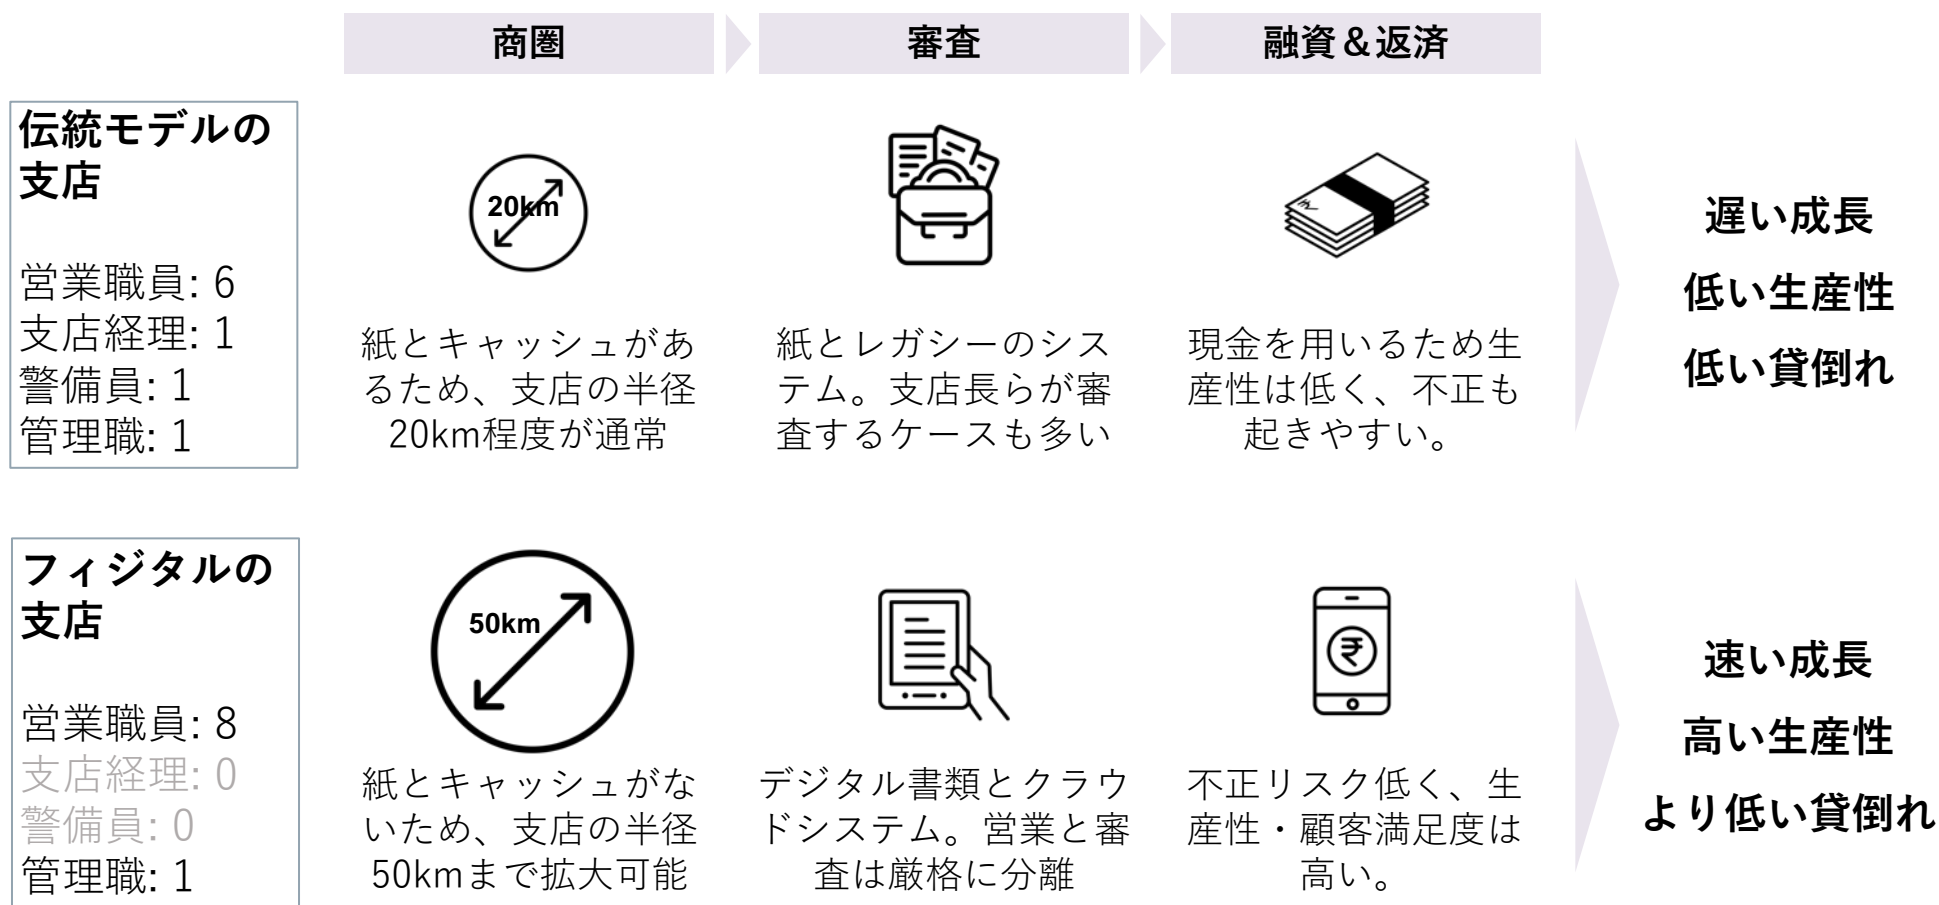 商圏
審査
融資＆返済
伝統モデルの
支店
営業職員: 6
支店経理: 1
警備員: 1
管理職: 1
20km
紙とキャッシュがあ
るため、支店の半径
20km程度が通常
紙とレガシーのシス
テム。支店長らが審
査するケースも多い
現金を用いるため生
産性は低く、不正も
起きやすい。
遅い成長
低い生産性
低い貸倒れ
フィジタルの
支店
営業職員: 8
支店経理: 0
警備員: 0
管理職: 1
50km
紙とキャッシュがな
いため、支店の半径
50kmまで拡大可能
デジタル書類とクラウ
ドシステム。営業と審
査は厳格に分離
₹
不正リスク低く、生
産性・顧客満足度は
高い。
速い成長
高い生産性
より低い貸倒れ